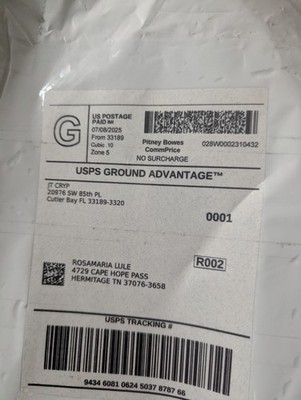 G
US POSTAGE
PAID IMI
07/08/2025
From 33189
Cubic .10
Zone 5
Pitney Bowes
CommPrice
028W0002310432
NO SURCHARGE
USPS GROUND ADVANTAGE™
JT CRYP
20976 SW 85th PL
Cutler Bay FL 33189-3320
0001
R002
ROSAMARIA LULE
4729 CAPE HOPE PASS
HERMITAGE TN 37076-3658
USPS TRACKING #
9434 6081 0624 5037 8787 66